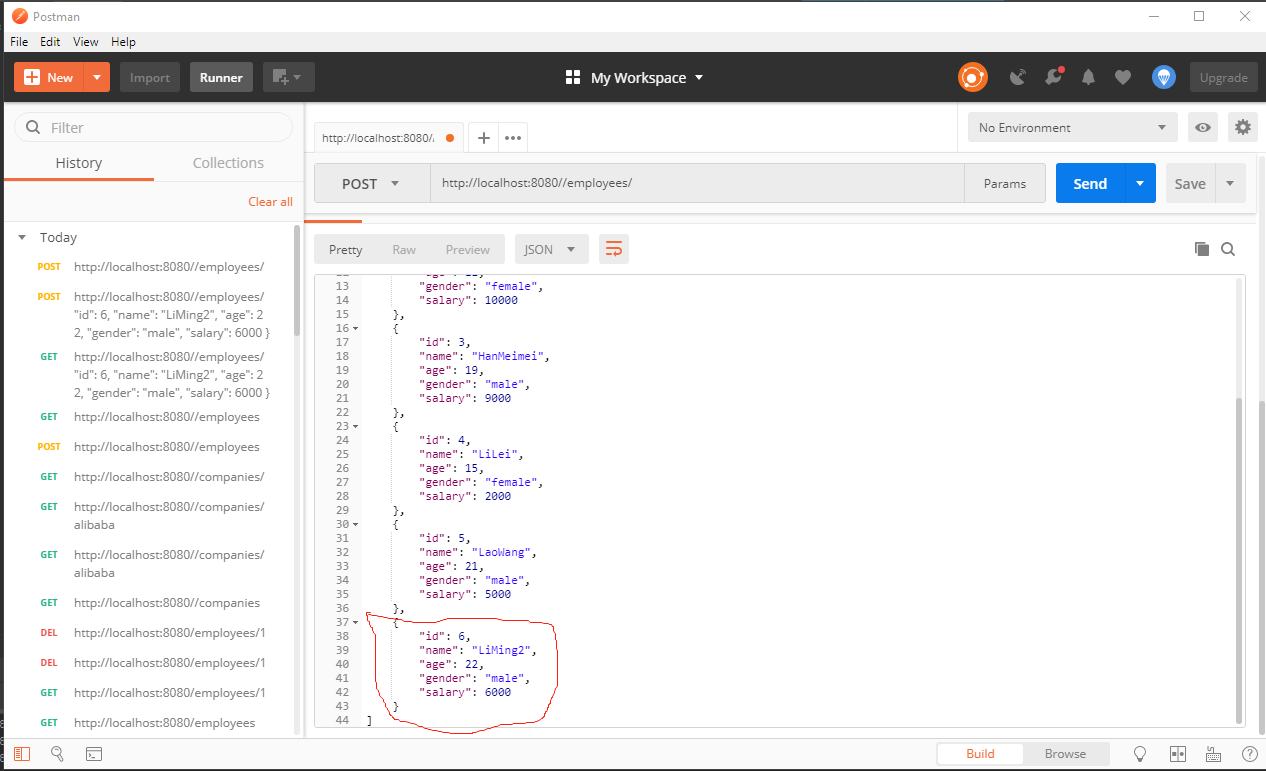 Postman
File Edit View Help
New Import Runner My Workspace Upgrade
Filter
History Collections
Clear all
Today
POST http://localhost:8080//employees/
POST http://localhost:8080//employees/
"id": 6, "name": "LiMing2", "age": 2
2, "gender": "male", "salary": 6000 }
GET http://localhost:8080//employees/
"id": 6, "name": "LiMing2", "age": 2
2, "gender": "male", "salary": 6000 }
GET http://localhost:8080//employees
POST http://localhost:8080//employees
GET http://localhost:8080//companies/
GET http://localhost:8080//companies/
alibaba
GET http://localhost:8080//companies/
alibaba
GET http://localhost:8080//companies
DEL http://localhost:8080/employees/1
DEL http://localhost:8080/employees/1
GET http://localhost:8080/employees/1
GET http://localhost:8080/employees
http://localhost:8080/
No Environment
POST http://localhost:8080//employees/ Params Send Save
Pretty Raw Preview JSON
13 "gender": "female",
14 "salary": 10000
15 },
16 {
17 "id": 3,
18 "name": "HanMeimei",
19 "age": 19,
20 "gender": "male",
21 "salary": 9000
22 },
23 {
24 "id": 4,
25 "name": "LiLei",
26 "age": 15,
27 "gender": "female",
28 "salary": 2000
29 },
30 {
31 "id": 5,
32 "name": "LaoWang",
33 "age": 21,
34 "gender": "male",
35 "salary": 5000
36 },
37 {
38 "id": 6,
39 "name": "LiMing2",
40 "age": 22,
41 "gender": "male",
42 "salary": 6000
43 }
44 ]
Build Browse